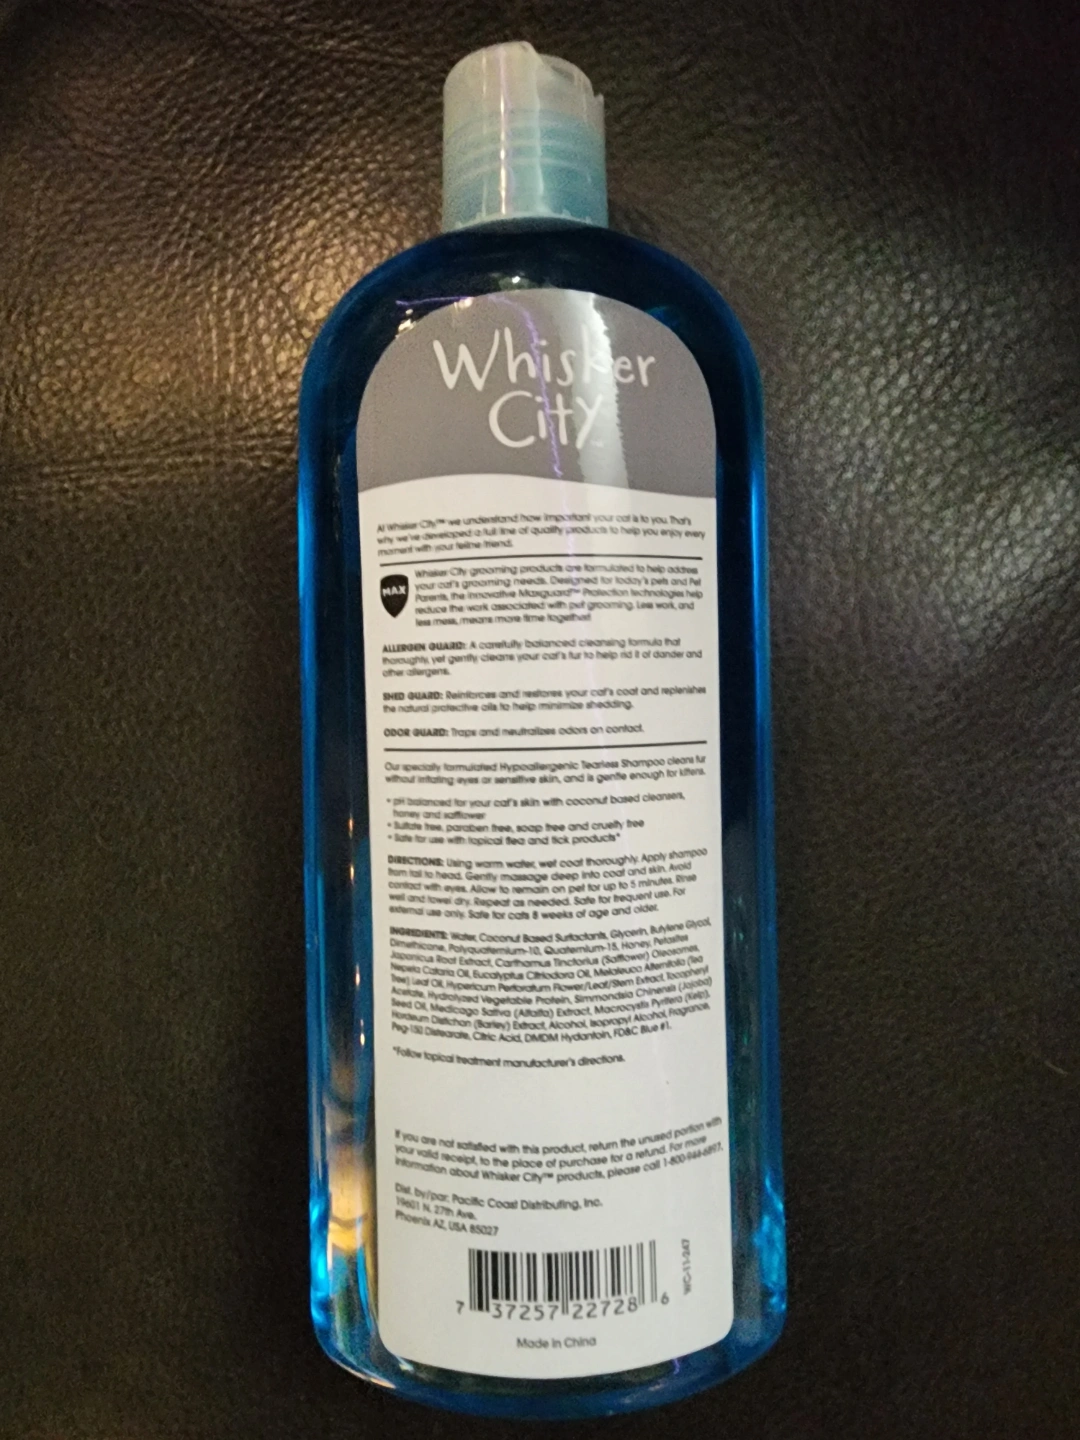 Whisker
City
At Whisker City™ we understand how important your cat is to you. That's
why we've developed a full line of quality products to help you enjoy every
moment with your feline friend.
MAX
Whisker City grooming products are formulated to help address
your cat's grooming needs. Designed for today's pets and Pet
Parents, the innovative Maxguard™ Protection technologies help
reduce the work associated with pet grooming. Less work, and
less mess, means more time together!
ALLERGEN GUARD: A carefully balanced cleansing formula that
thoroughly, yet gently cleans your cat's fur to help rid it of dander and
other allergens.
SHED GUARD: Reinforces and restores your cat's coat and replenishes
the natural protective oils to help minimize shedding.
ODOR GUARD: Traps and neutralizes odors on contact.
Our specially formulated Hypoallergenic Tearless Shampoo cleans fur
without irritating eyes or sensitive skin, and is gentle enough for kittens.
• pH balanced for your cat's skin with coconut based cleansers,
honey and safflower
• Sulfate free, paraben free, soap free and cruelty free
• Safe for use with topical flea and tick products*
DIRECTIONS: Using warm water, wet coat thoroughly. Apply shampoo
from tail to head. Gently massage deep into coat and skin. Avoid
contact with eyes. Allow to remain on pet for up to 5 minutes. Rinse
well and towel dry. Repeat as needed. Safe for frequent use. For
external use only. Safe for cats 8 weeks of age and older.
INGREDIENTS: Water, Coconut Based Surfactants, Glycerin, Butylene Glycol,
Dimethicone, Polyquaternium-10, Quaternium-15, Honey, Petasites
Japonicus Root Extract, Carthamus Tinctorius (Safflower) Oleosomes,
Nepeta Cataria Oil, Eucalyptus Citriodora Oil, Melaleuca Alternifolia (Tea
Tree) Leaf Oil, Hypericum Perforatum Flower/Leaf/Stem Extract, Tocopheryl
Acetate, Hydrolyzed Vegetable Protein, Simmondsia Chinensis (Jojoba)
Seed Oil, Medicago Sativa (Alfalfa) Extract, Macrocystis Pyrifera (Kelp),
Hordeum Distichon (Barley) Extract, Alcohol, Isopropyl Alcohol, Fragrance,
Peg-150 Distearate, Citric Acid, DMDM Hydantoin, FD&C Blue #1.
*Follow topical treatment manufacturer's directions.
If you are not satisfied with this product, return the unused portion with
your valid receipt, to the place of purchase for a refund. For more
information about Whisker City™ products, please call 1-800-946-6897.
Dist. by/par: Pacific Coast Distributing, Inc.
19601 N. 27th Ave.
Phoenix AZ, USA 85027
WC-11-247
7 37257 22728 6
Made in China